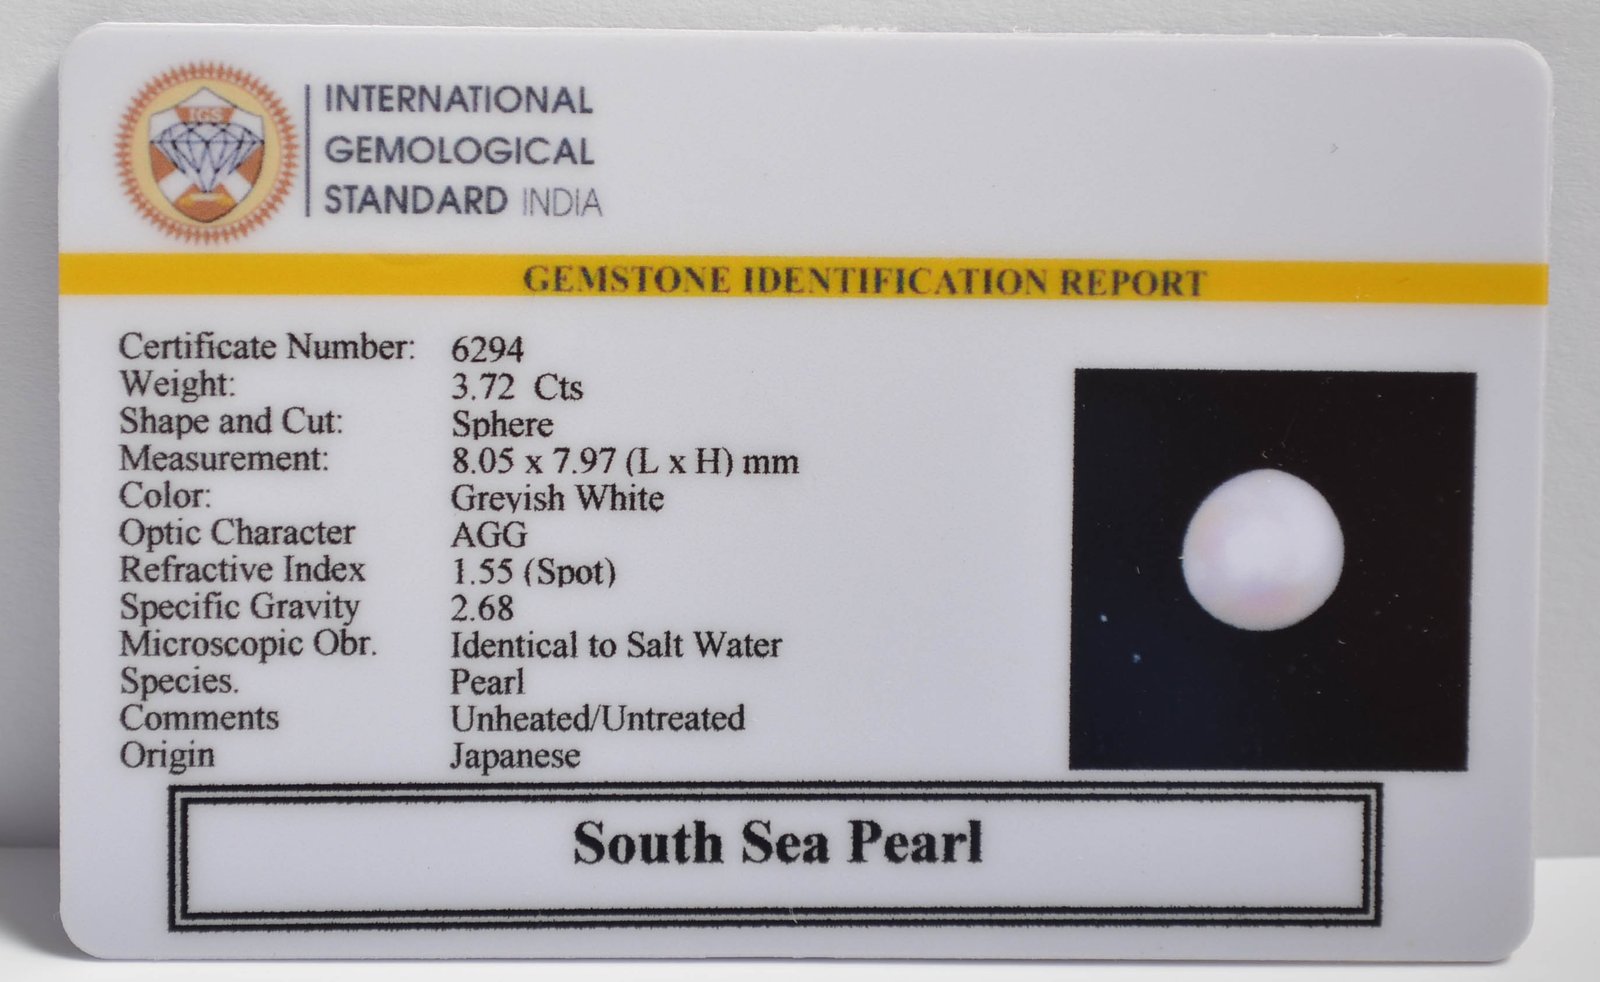 IGS
INTERNATIONAL
GEMOLOGICAL
STANDARD INDIA
GEMSTONE IDENTIFICATION REPORT
Certificate Number: 6294
Weight: 3.72 Cts
Shape and Cut: Sphere
Measurement: 8.05 x 7.97 (L x H) mm
Color: Greyish White
Optic Character AGG
Refractive Index 1.55 (Spot)
Specific Gravity 2.68
Microscopic Obr. Identical to Salt Water
Species. Pearl
Comments Unheated/Untreated
Origin Japanese
South Sea Pearl